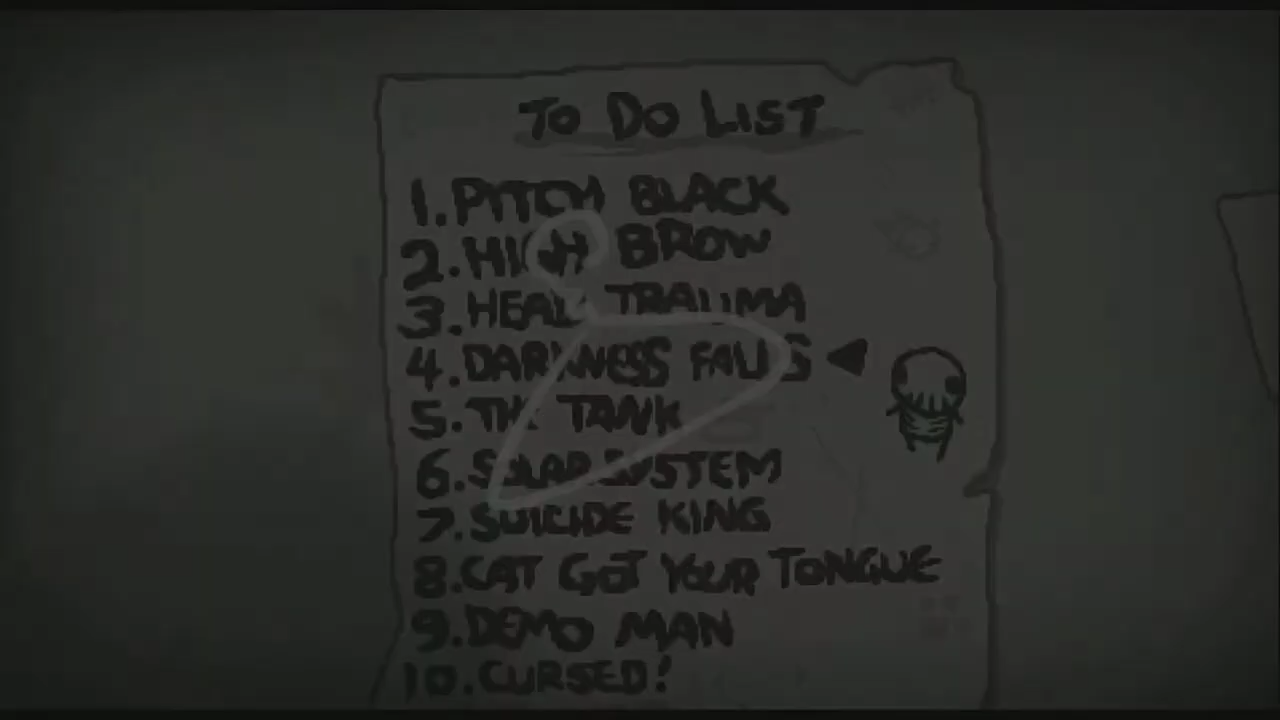 TO DO LIST
1. PITCH BLACK
2. HIGH BROW
3. HEAD TRAUMA
4. DARKNESS FALLS
5. THE TANK
6. SOLAR SYSTEM
7. SUICIDE KING
8. CAT GOT YOUR TONGUE
9. DEMO MAN
10. CURSED!